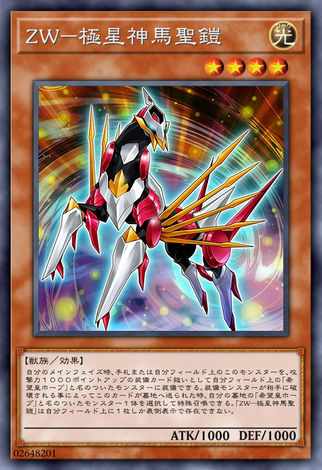 ZW－極星神馬聖鎧
光
[獣族／効果]
自分のメインフェイズ時、手札または自分フィールド上のこのモンスターを、攻
撃力１０００ポイントアップの装備カード扱いとして自分フィールド上の「希
望皇ホープ」と名のついたモンスターに装備できる。装備モンスターが相手に破
壊される事によってこのカードが墓地へ送られた時、自分の墓地の「希望皇ホー
プ」と名のついたモンスター１体を選択して特殊召喚できる。「ZW－極星神馬聖
鎧」は自分フィールド上に１枚しか表側表示で存在できない。
ATK/1000 DEF/1000
02648201